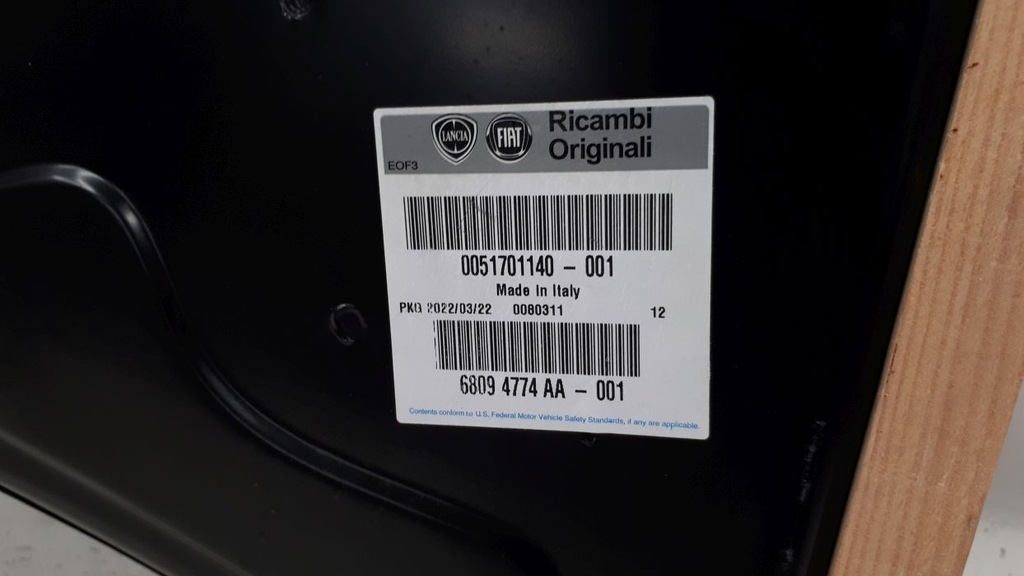 LANCIA FIAT Ricambi
Originali
EOF3
0051701140 - 001
Made In Italy
PKG 2022/03/22 0080311 12
6809 4774 AA - 001
Contents conform to U.S. Federal Motor Vehicle Safety Standards, if any are applicable.